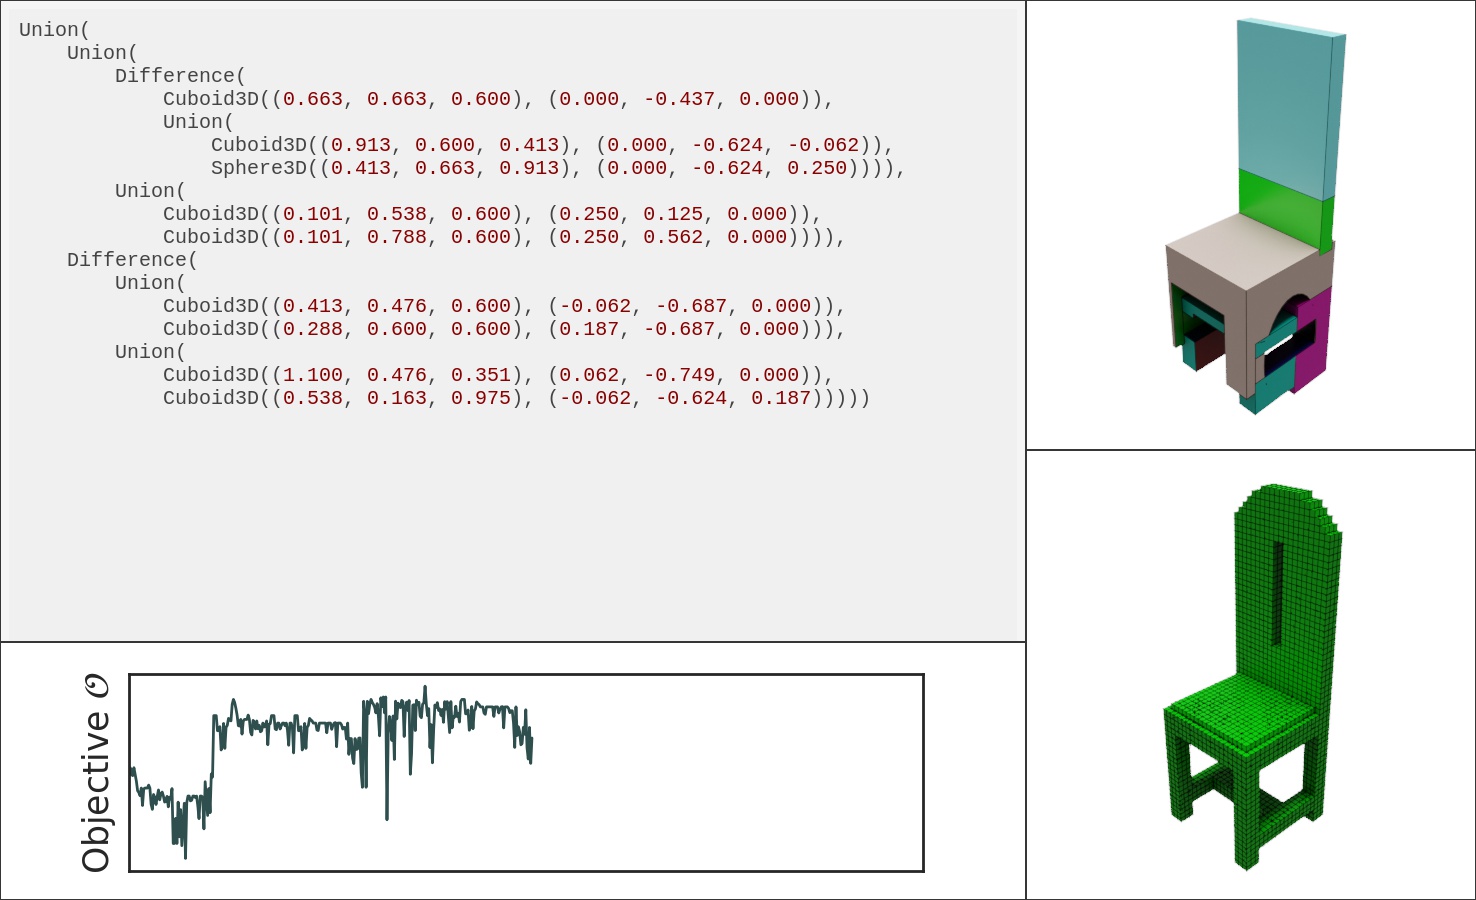 Union(
    Union(
        Difference(
            Cuboid3D((0.663, 0.663, 0.600), (0.000, -0.437, 0.000)),
            Union(
                Cuboid3D((0.913, 0.600, 0.413), (0.000, -0.624, -0.062)),
                Sphere3D((0.413, 0.663, 0.913), (0.000, -0.624, 0.250)))),
        Union(
            Cuboid3D((0.101, 0.538, 0.600), (0.250, 0.125, 0.000)),
            Cuboid3D((0.101, 0.788, 0.600), (0.250, 0.562, 0.000)))),
    Difference(
        Union(
            Cuboid3D((0.413, 0.476, 0.600), (-0.062, -0.687, 0.000)),
            Cuboid3D((0.288, 0.600, 0.600), (0.187, -0.687, 0.000))),
        Union(
            Cuboid3D((1.100, 0.476, 0.351), (0.062, -0.749, 0.000)),
            Cuboid3D((0.538, 0.163, 0.975), (-0.062, -0.624, 0.187)))))
Objective 𝒪